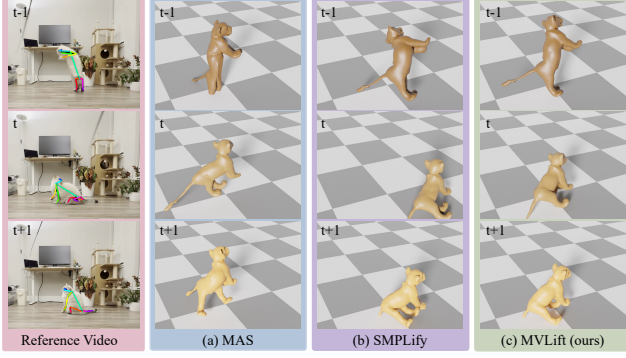 t-1 t-1 t-1 t-1
t t t t
t+1 t+1 t+1 t+1
Reference Video (a) MAS (b) SMPLify (c) MVLift (ours)